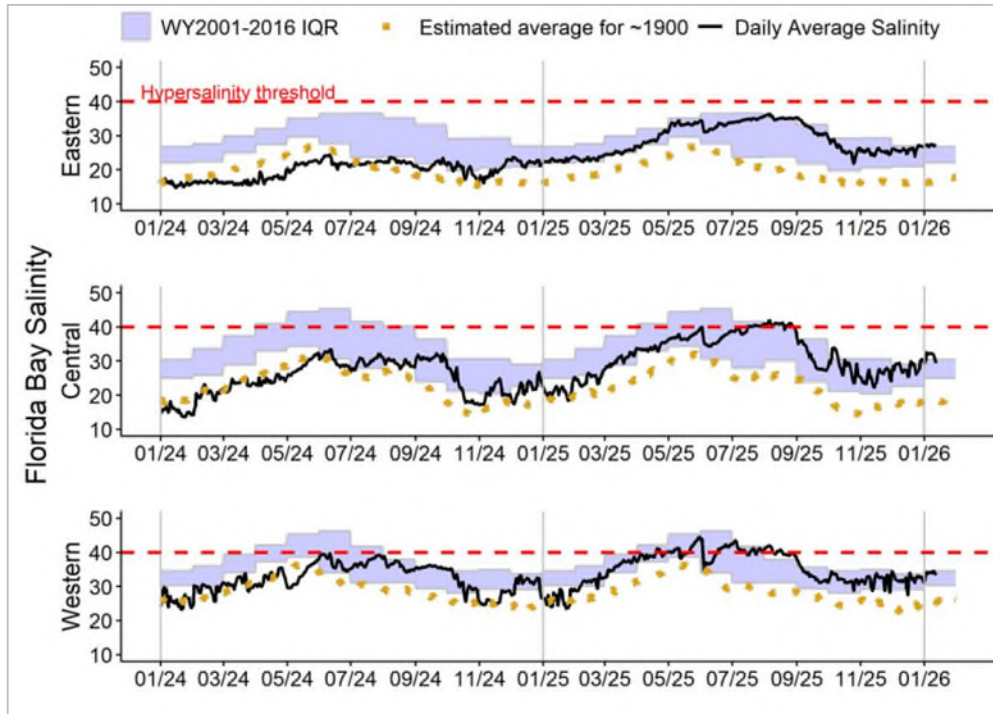 WY2001-2016 IQR Estimated average for ~1900 Daily Average Salinity
Florida Bay Salinity
Eastern
50
40
30
20
10
Hypersalinity threshold
01/24 03/24 05/24 07/24 09/24 11/24 01/25 03/25 05/25 07/25 09/25 11/25 01/26
Central
50
40
30
20
10
01/24 03/24 05/24 07/24 09/24 11/24 01/25 03/25 05/25 07/25 09/25 11/25 01/26
Western
50
40
30
20
10
01/24 03/24 05/24 07/24 09/24 11/24 01/25 03/25 05/25 07/25 09/25 11/25 01/26